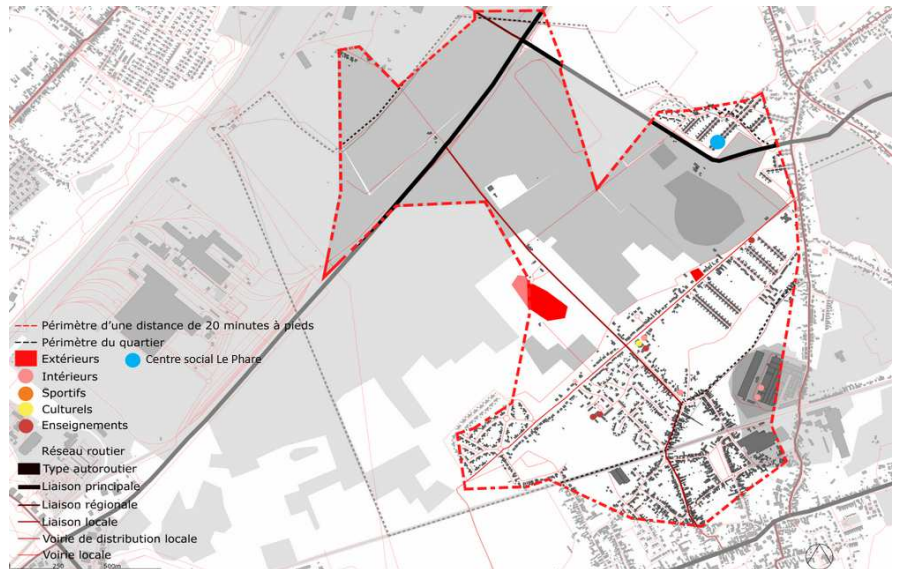 Périmètre d'une distance de 20 minutes à pieds
Périmètre du quartier
Extérieurs
Centre social Le Phare
Intérieurs
Sportifs
Culturels
Enseignements
Réseau routier
Type autoroutier
Liaison principale
Liaison régionale
Liaison locale
Voirie de distribution locale
Voirie locale
250 500m